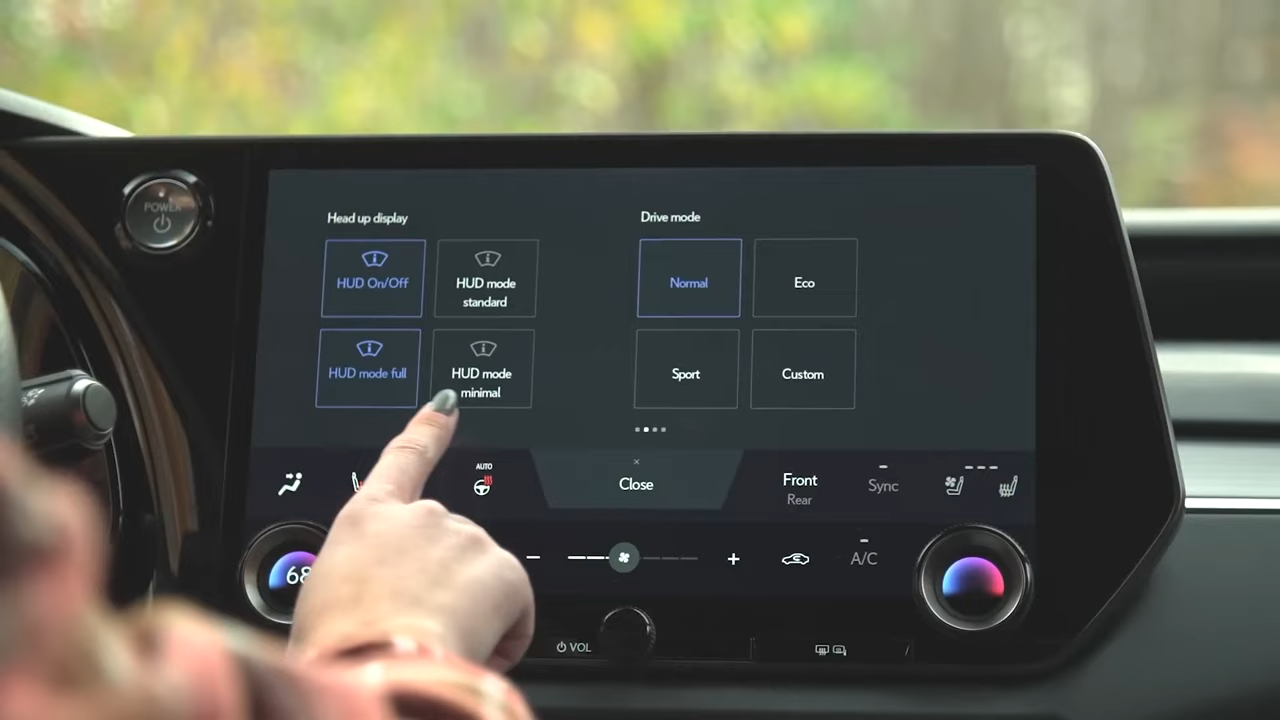 POWER
Head up display
Drive mode
HUD On/Off
HUD mode
standard
Normal
Eco
HUD mode full
HUD mode
minimal
Sport
Custom
AUTO
×
Close
Front
Rear
Sync
68
A/C
VOL